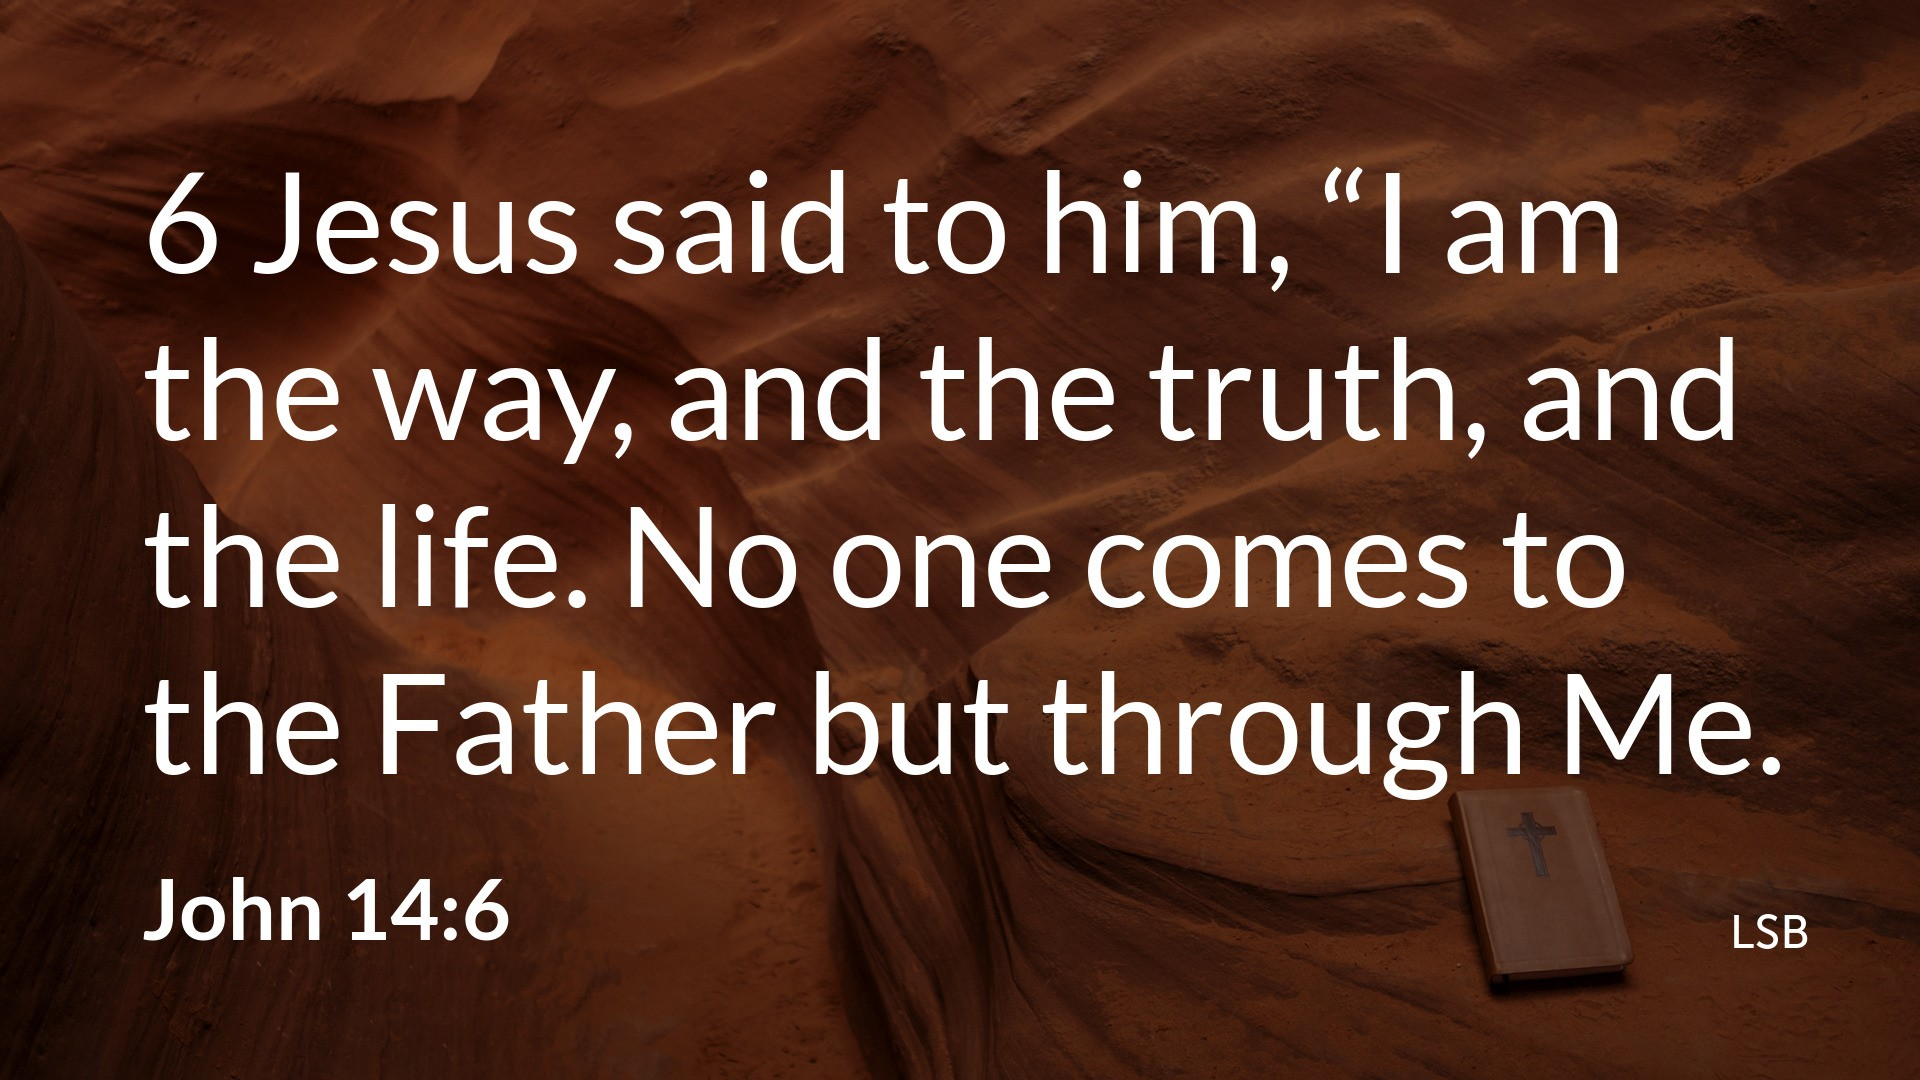 6 Jesus said to him, “I am
the way, and the truth, and
the life. No one comes to
the Father but through Me.
John 14:6
LSB